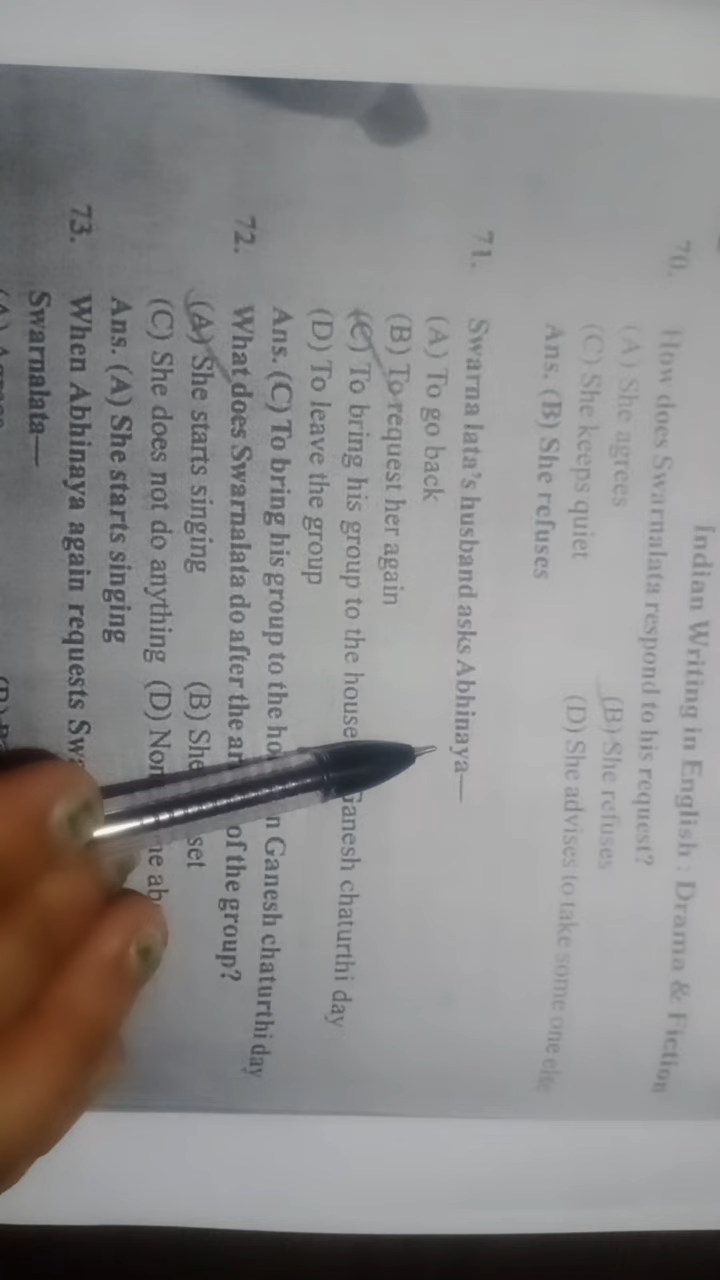 Indian Writing in English : Drama & Fiction
70. How does Swarnalata respond to his request?
(A) She agrees (B) She refuses
(C) She keeps quiet (D) She advises to take some one else
Ans. (B) She refuses
71. Swarna lata's husband asks Abhinaya—
(A) To go back
(B) To request her again
(C) To bring his group to the house Ganesh chaturthi day
(D) To leave the group
Ans. (C) To bring his group to the Ganesh chaturthi day
72. What does Swarnalata do after the of the group?
(A) She starts singing (B) She
(C) She does not do anything (D)
Ans. (A) She starts singing
73. When Abhinaya again requests
Swarnalata—